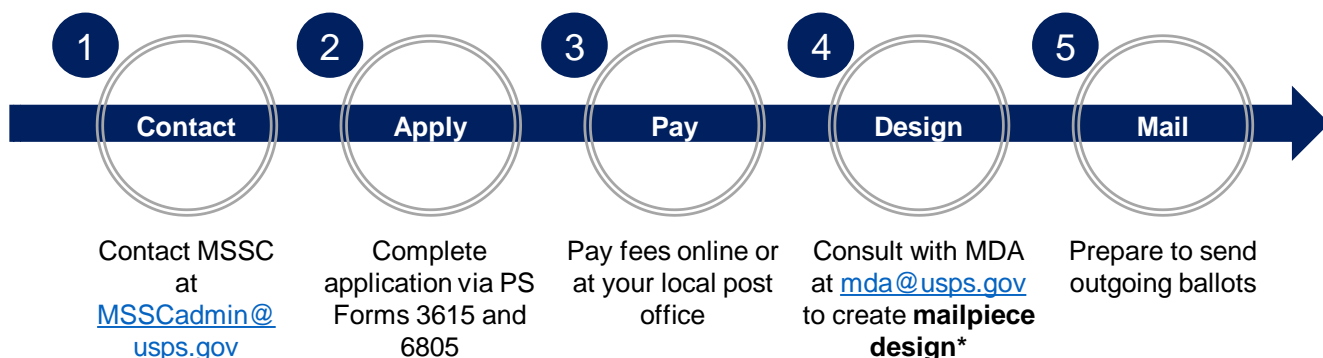 1
2
3
4
5
Contact
Apply
Pay
Design
Mail
Contact MSSC
at
MSSCadmin@
usps.gov
Complete
application via PS
Forms 3615 and
6805
Pay fees online or
at your local post
office
Consult with MDA
at mda@usps.gov
to create mailpiece
design*
Prepare to send
outgoing ballots